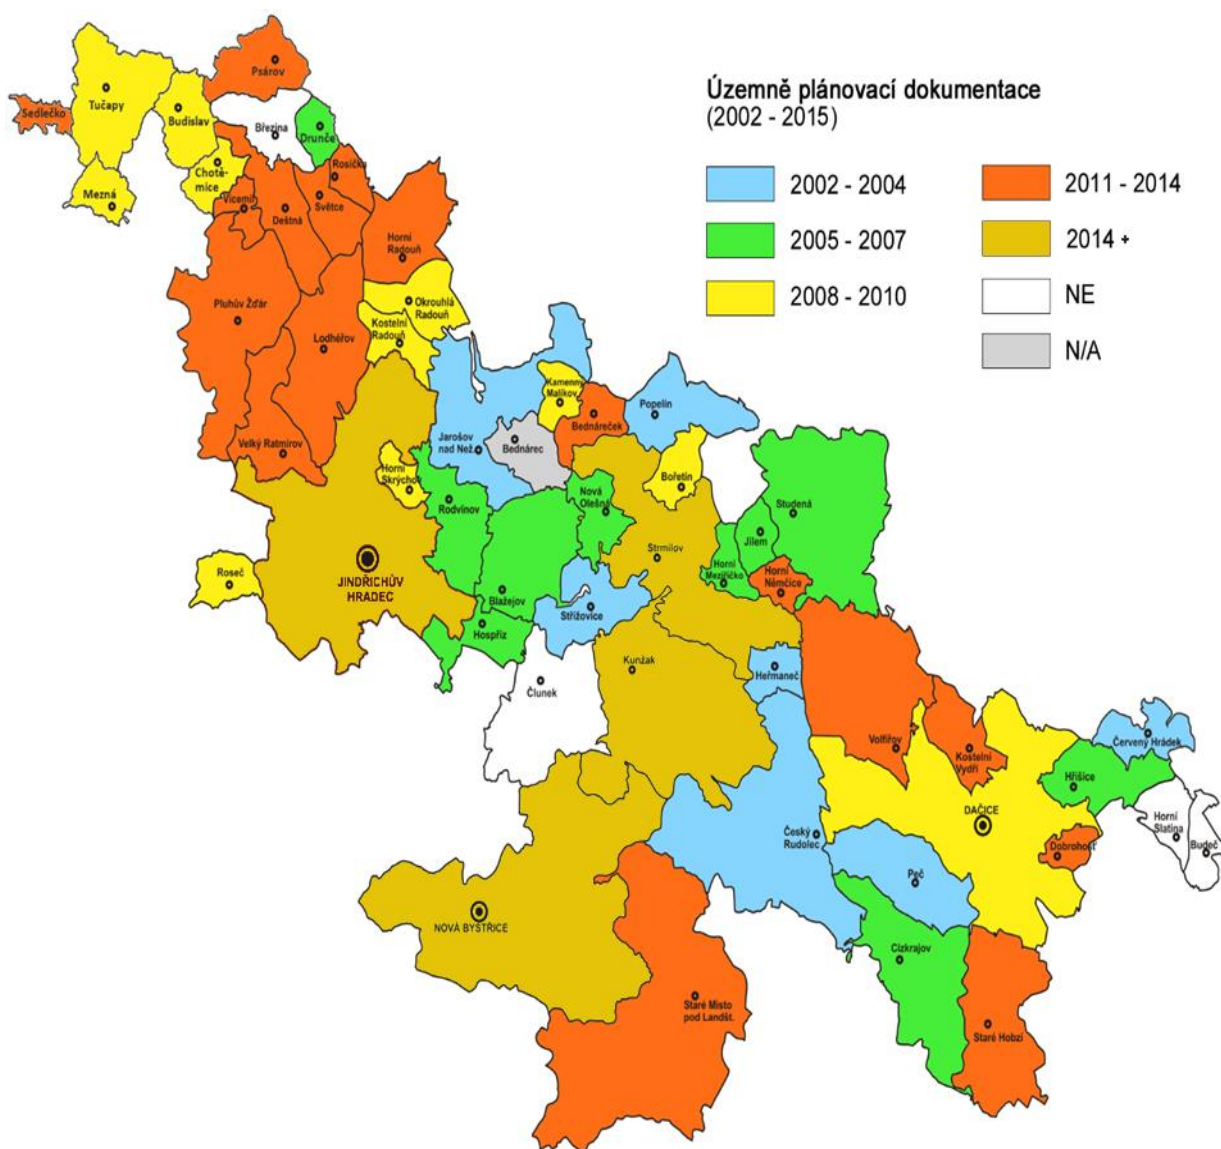 Územně plánovací dokumentace
(2002 - 2015)
2002 - 2004
2005 - 2007
2008 - 2010
2011 - 2014
2014 +
NE
N/A
Psárov
Sedlečko
Tučapy
Budislav
Březina
Drunče
Rosička
Chotě-
mice
Mezná
Vícemil
Deštná
Světce
Horní
Radouň
Pluhův Žďár
Okrouhlá
Radouň
Kostelní
Radouň
Lodhéřov
Kamenný
Malíkov
Popelín
Bednáreček
Velký Ratmírov
Jarošov
nad Než.
Bednárec
Horní
Skrýchov
Bořetín
Rodvínov
Nová
Olešná
Studená
Jilem
Strmilov
Horní
Meziříčko
Horní
Němčice
Roseč
JINDŘICHŮV
HRADEC
Blažejov
Střížovice
Hospříz
Kunžak
Heřmaneč
Člunek
Volfířov
Kostelní
Vydří
Červený Hrádek
Hříšice
DAČICE
Horní
Slatina
Budeč
Český
Rudolec
Dobrohošť
Peč
NOVÁ BYSTŘICE
Cizkrajov
Staré Místo
pod Landšt.
Staré Hobzí